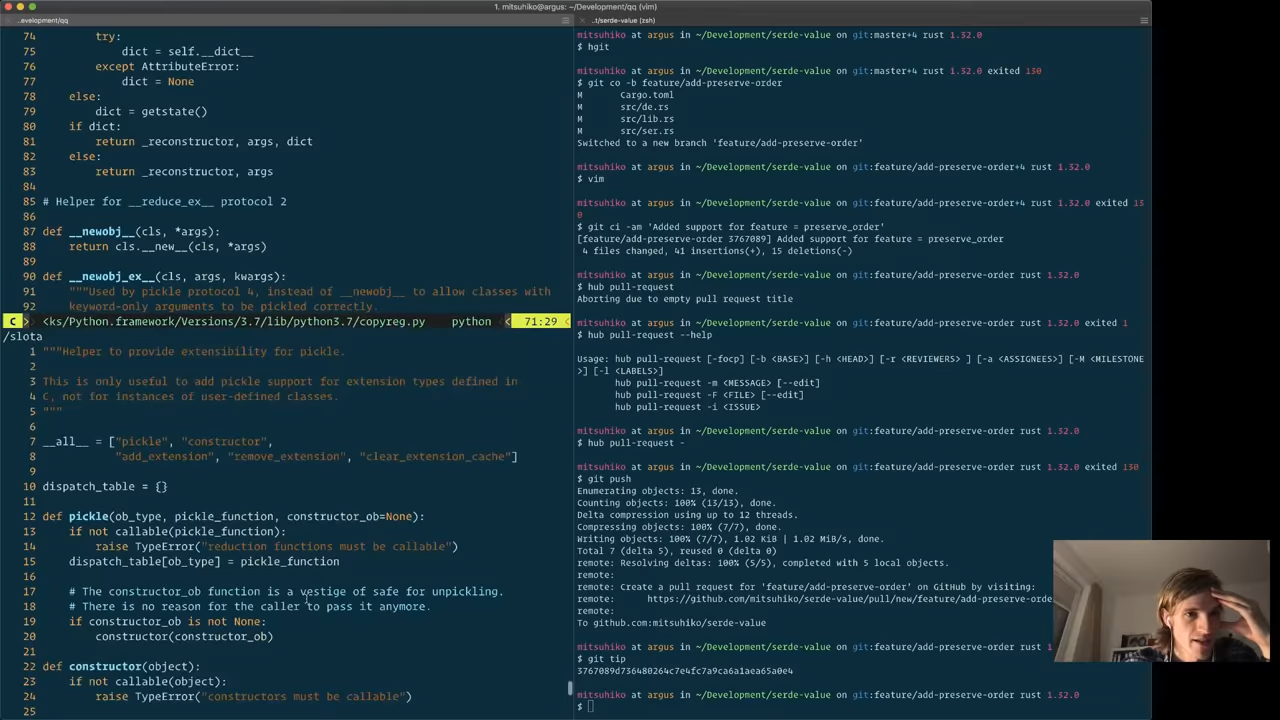 1. mitsuhiko@argus: ~/Development/qq (vim)
..evelopment/qq
74 try:
75 dict = self.__dict__
76 except AttributeError:
77 dict = None
78 else:
79 dict = getstate()
80 if dict:
81 return _reconstructor, args, dict
82 else:
83 return _reconstructor, args
84
85 # Helper for __reduce_ex__ protocol 2
86
87 def __newobj__(cls, *args):
88 return cls.__new__(cls, *args)
89
90 def __newobj_ex__(cls, args, kwargs):
91 """Used by pickle protocol 4, instead of __newobj__ to allow classes with
92 keyword-only arguments to be pickled correctly.
C > <ks/Python.framework/Versions/3.7/lib/python3.7/copyreg.py python < 71:29 <
/slota
1 """Helper to provide extensibility for pickle.
2
3 This is only useful to add pickle support for extension types defined in
4 C, not for instances of user-defined classes.
5 """
6
7 __all__ = ["pickle", "constructor",
8 "add_extension", "remove_extension", "clear_extension_cache"]
9
10 dispatch_table = {}
11
12 def pickle(ob_type, pickle_function, constructor_ob=None):
13 if not callable(pickle_function):
14 raise TypeError("reduction functions must be callable")
15 dispatch_table[ob_type] = pickle_function
16
17 # The constructor_ob function is a vestige of safe for unpickling.
18 # There is no reason for the caller to pass it anymore.
19 if constructor_ob is not None:
20 constructor(constructor_ob)
21
22 def constructor(object):
23 if not callable(object):
24 raise TypeError("constructors must be callable")
25
..t/serde-value (zsh)
mitsuhiko at argus in ~/Development/serde-value on git:master+4 rust 1.32.0
$ hgit
mitsuhiko at argus in ~/Development/serde-value on git:master+4 rust 1.32.0 exited 130
$ git co -b feature/add-preserve-order
M Cargo.toml
M src/de.rs
M src/lib.rs
M src/ser.rs
Switched to a new branch 'feature/add-preserve-order'
mitsuhiko at argus in ~/Development/serde-value on git:feature/add-preserve-order+4 rust 1.32.0
$ vim
mitsuhiko at argus in ~/Development/serde-value on git:feature/add-preserve-order+4 rust 1.32.0 exited 13
0
$ git ci -am 'Added support for feature = preserve_order'
[feature/add-preserve-order 3767089] Added support for feature = preserve_order
4 files changed, 41 insertions(+), 15 deletions(-)
mitsuhiko at argus in ~/Development/serde-value on git:feature/add-preserve-order rust 1.32.0
$ hub pull-request
Aborting due to empty pull request title
mitsuhiko at argus in ~/Development/serde-value on git:feature/add-preserve-order rust 1.32.0 exited 1
$ hub pull-request --help
Usage: hub pull-request [-focp] [-b <BASE>] [-h <HEAD>] [-r <REVIEWERS> ] [-a <ASSIGNEES>] [-M <MILESTONE
>] [-l <LABELS>]
hub pull-request -m <MESSAGE> [--edit]
hub pull-request -F <FILE> [--edit]
hub pull-request -i <ISSUE>
mitsuhiko at argus in ~/Development/serde-value on git:feature/add-preserve-order rust 1.32.0
$ hub pull-request -
mitsuhiko at argus in ~/Development/serde-value on git:feature/add-preserve-order rust 1.32.0 exited 130
$ git push
Enumerating objects: 13, done.
Counting objects: 100% (13/13), done.
Delta compression using up to 12 threads.
Compressing objects: 100% (7/7), done.
Writing objects: 100% (7/7), 1.02 KiB | 1.02 MiB/s, done.
Total 7 (delta 5), reused 0 (delta 0)
remote: Resolving deltas: 100% (5/5), completed with 5 local objects.
remote:
remote: Create a pull request for 'feature/add-preserve-order' on GitHub by visiting:
remote: https://github.com/mitsuhiko/serde-value/pull/new/feature/add-preserve-orde
remote:
To github.com:mitsuhiko/serde-value
mitsuhiko at argus in ~/Development/serde-value on git:feature/add-preserve-order rust 1
$ git tip
3767089d736480264c7e4fc7a9ca6a1aea65a0e4
mitsuhiko at argus in ~/Development/serde-value on git:feature/add-preserve-order rust 1.32.0
$